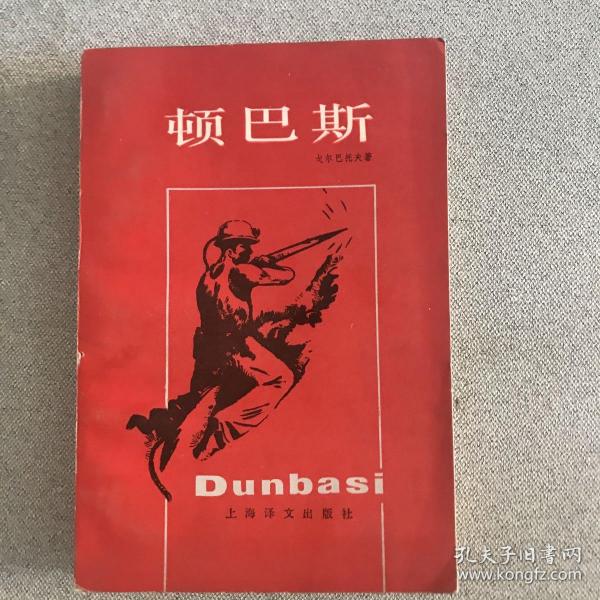 顿巴斯
戈尔巴托夫著
Dunbasi
上海译文出版社
孔夫子旧书网
kongfz.com